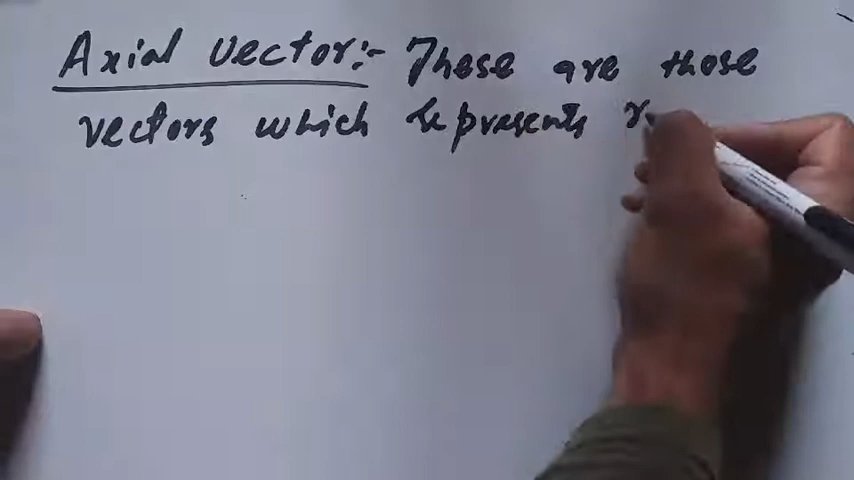 Axial vector:- These are those
vectors which represents r